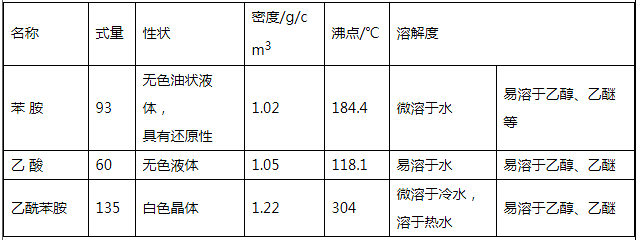 名称 式量 性状 密度/g/c 沸点/℃ 溶解度
m3
苯 胺 93 无色油状液 1.02 184.4 微溶于水 易溶于乙醇、乙醚
体， 等
具有还原性
乙 酸 60 无色液体 1.05 118.1 易溶于水 易溶于乙醇、乙醚
乙酰苯胺 135 白色晶体 1.22 304 微溶于冷水， 易溶于乙醇、乙醚
溶于热水